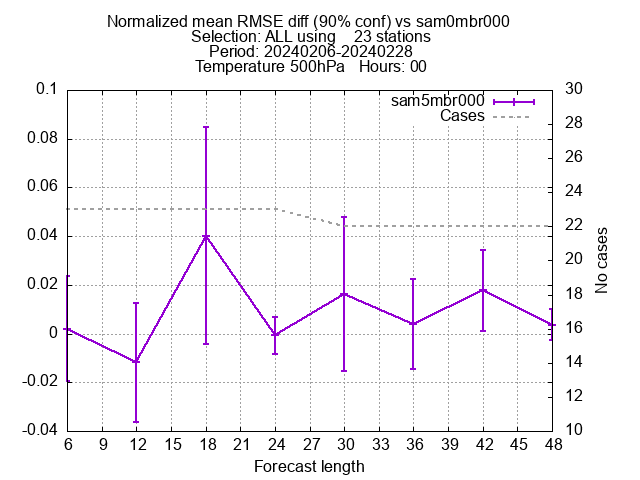 Normalized mean RMSE diff (90% conf) vs sam0mbr000
Selection: ALL using    23 stations
Period: 20240206-20240228
Temperature 500hPa   Hours: 00
sam5mbr000
Cases
0.1
0.08
0.06
0.04
0.02
0
-0.02
-0.04
30
28
26
24
22
20
18
16
14
12
10
No cases
6 9 12 15 18 21 24 27 30 33 36 39 42 45 48
Forecast length